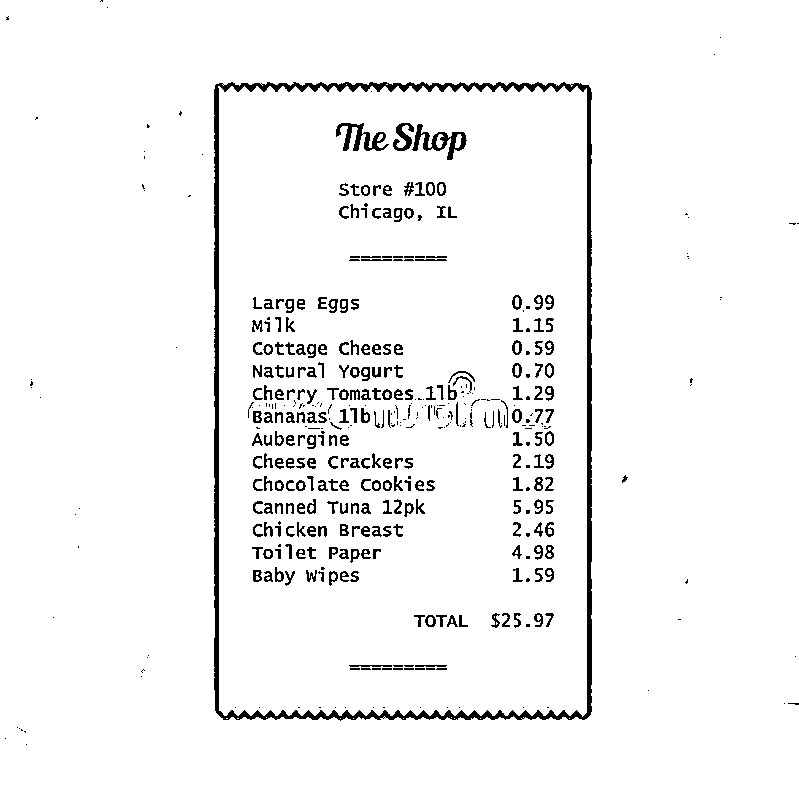 The Shop
Store #100
Chicago, IL
=========
Large Eggs 0.99
Milk 1.15
Cottage Cheese 0.59
Natural Yogurt 0.70
Cherry Tomatoes 1lb 1.29
Bananas 1lb 0.77
Aubergine 1.50
Cheese Crackers 2.19
Chocolate Cookies 1.82
Canned Tuna 12pk 5.95
Chicken Breast 2.46
Toilet Paper 4.98
Baby Wipes 1.59
TOTAL $25.97
=========